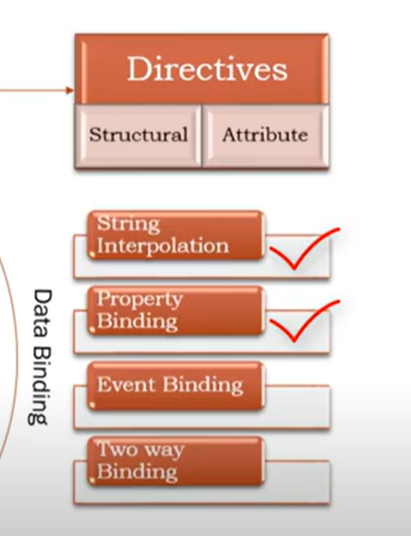 Directives
Structural
Attribute
Data Binding
String
Interpolation
Property
Binding
Event Binding
Two way
Binding